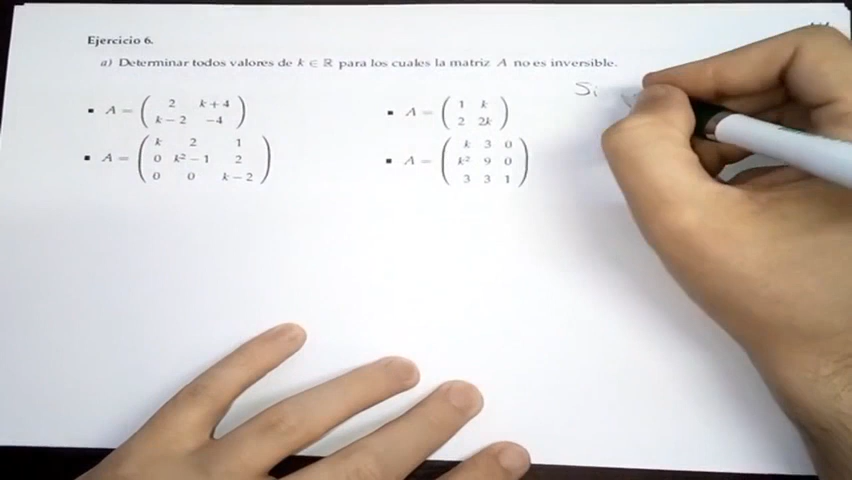 Ejercicio 6.
a) Determinar todos valores de k ∈ ℝ para los cuales la matriz A no es inversible.
Si
▪ A = ( 2 k + 4
k − 2 −4 )
▪ A = ( 1 k
2 2k )
▪ A = ( k 2 1
0 k² − 1 2
0 0 k − 2 )
▪ A = ( k 3 0
k² 9 0
3 3 1 )